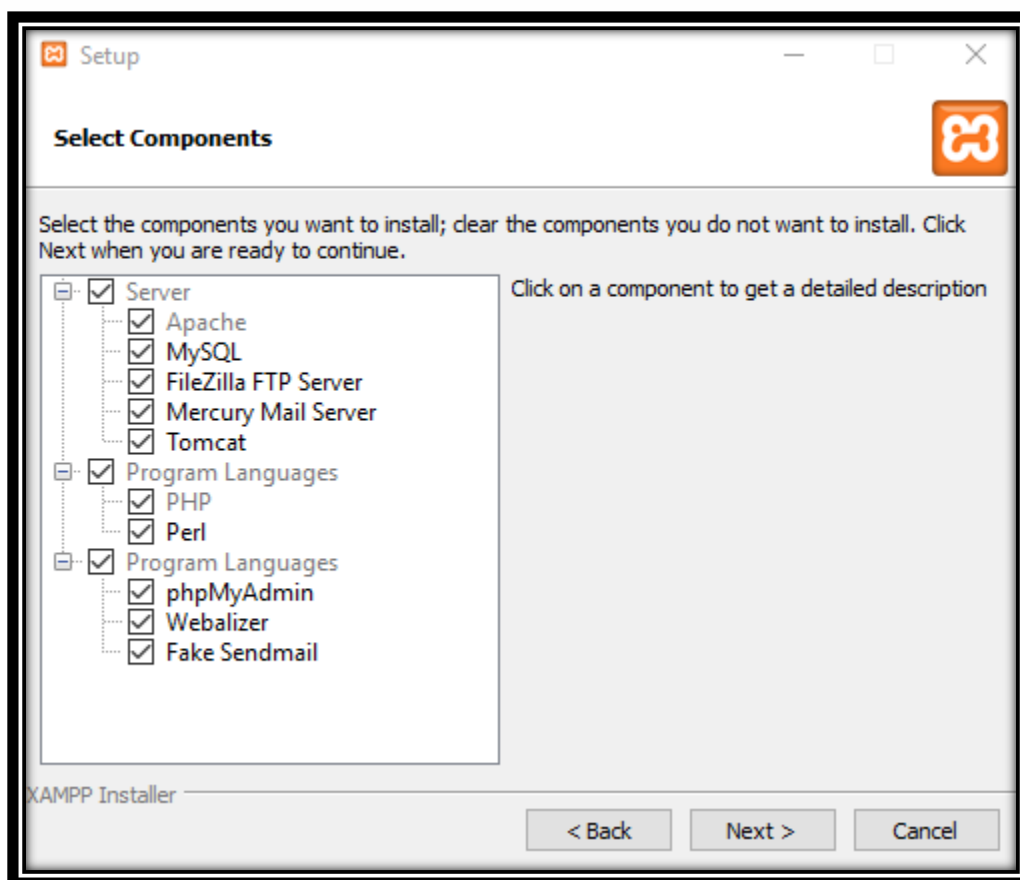 Setup
Select Components
Select the components you want to install; clear the components you do not want to install. Click
Next when you are ready to continue.
Server
Apache
MySQL
FileZilla FTP Server
Mercury Mail Server
Tomcat
Program Languages
PHP
Perl
Program Languages
phpMyAdmin
Webalizer
Fake Sendmail
Click on a component to get a detailed description
XAMPP Installer
< Back
Next >
Cancel